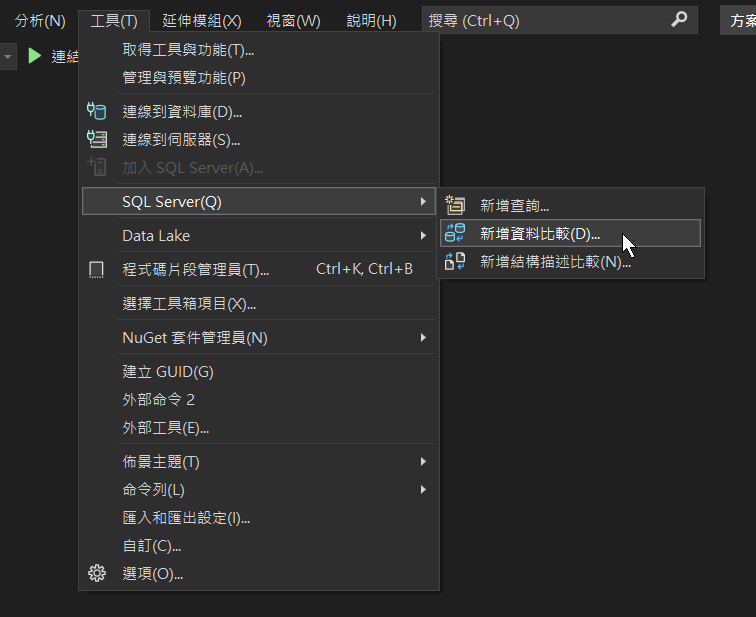 分析(N) 工具(T) 延伸模組(X) 視窗(W) 說明(H) 搜尋 (Ctrl+Q) 方案
連結
取得工具與功能(T)...
管理與預覽功能(P)
連線到資料庫(D)...
連線到伺服器(S)...
加入 SQL Server(A)...
SQL Server(Q)
Data Lake
程式碼片段管理員(T)... Ctrl+K, Ctrl+B
選擇工具箱項目(X)...
NuGet 套件管理員(N)
建立 GUID(G)
外部命令 2
外部工具(E)...
佈景主題(T)
命令列(L)
匯入和匯出設定(I)...
自訂(C)...
選項(O)...
新增查詢...
新增資料比較(D)...
新增結構描述比較(N)...